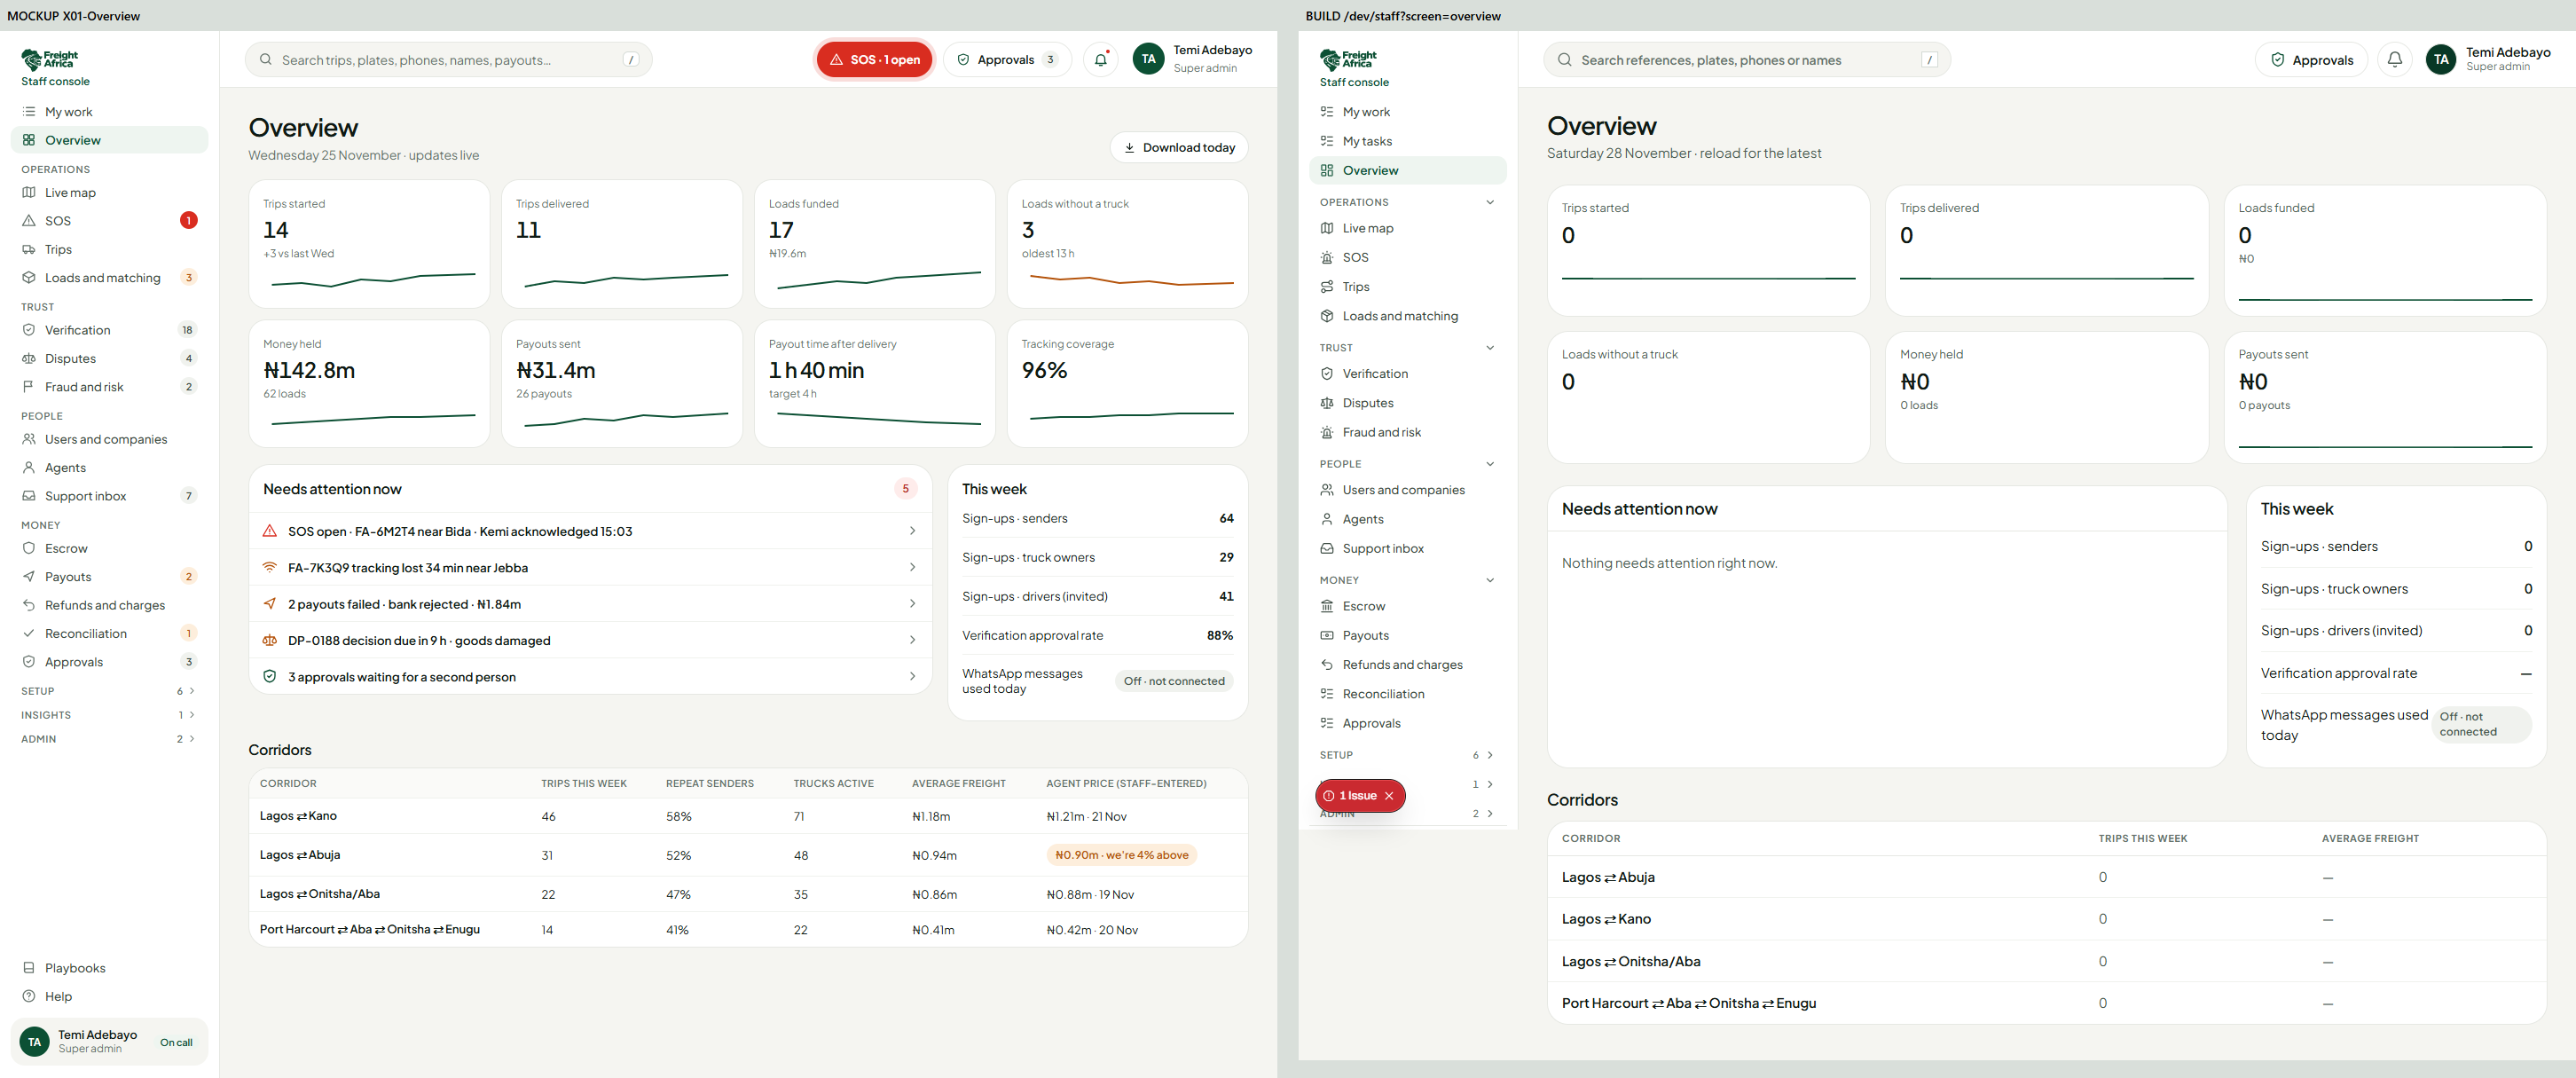 MOCKUP X01-Overview
Freight Africa
Staff console
Search trips, plates, phones, names, payouts... /
SOS · 1 open
Approvals 3
TA Temi Adebayo
Super admin
My work
Overview
OPERATIONS
Live map
SOS 1
Trips
Loads and matching 3
TRUST
Verification 18
Disputes 4
Fraud and risk 2
PEOPLE
Users and companies
Agents
Support inbox 7
MONEY
Escrow
Payouts 2
Refunds and charges
Reconciliation 1
Approvals 3
SETUP 6
INSIGHTS 1
ADMIN 2
Playbooks
Help
TA Temi Adebayo
Super admin
On call
Overview
Wednesday 25 November · updates live
Download today
Trips started
14
+3 vs last Wed
Trips delivered
11
Loads funded
17
₦19.6m
Loads without a truck
3
oldest 13 h
Money held
₦142.8m
62 loads
Payouts sent
₦31.4m
26 payouts
Payout time after delivery
1 h 40 min
target 4 h
Tracking coverage
96%
Needs attention now 5
SOS open · FA-6M2T4 near Bida · Kemi acknowledged 15:03
FA-7K3Q9 tracking lost 34 min near Jebba
2 payouts failed · bank rejected · ₦1.84m
DP-0188 decision due in 9 h · goods damaged
3 approvals waiting for a second person
This week
Sign-ups · senders 64
Sign-ups · truck owners 29
Sign-ups · drivers (invited) 41
Verification approval rate 88%
WhatsApp messages used today Off · not connected
Corridors
CORRIDOR TRIPS THIS WEEK REPEAT SENDERS TRUCKS ACTIVE AVERAGE FREIGHT AGENT PRICE (STAFF-ENTERED)
Lagos ⇄ Kano 46 58% 71 ₦1.18m ₦1.21m · 21 Nov
Lagos ⇄ Abuja 31 52% 48 ₦0.94m ₦0.90m · we're 4% above
Lagos ⇄ Onitsha/Aba 22 47% 35 ₦0.86m ₦0.88m · 19 Nov
Port Harcourt ⇄ Aba ⇄ Onitsha ⇄ Enugu 14 41% 22 ₦0.41m ₦0.42m · 20 Nov
BUILD /dev/staff?screen=overview
Freight Africa
Staff console
Search references, plates, phones or names /
Approvals
TA Temi Adebayo
Super admin
My work
My tasks
Overview
OPERATIONS
Live map
SOS
Trips
Loads and matching
TRUST
Verification
Disputes
Fraud and risk
PEOPLE
Users and companies
Agents
Support inbox
MONEY
Escrow
Payouts
Refunds and charges
Reconciliation
Approvals
SETUP 6
1
1 Issue
ADMIN 2
Overview
Saturday 28 November · reload for the latest
Trips started
0
Trips delivered
0
Loads funded
0
₦0
Loads without a truck
0
Money held
₦0
0 loads
Payouts sent
₦0
0 payouts
Needs attention now
Nothing needs attention right now.
This week
Sign-ups · senders 0
Sign-ups · truck owners 0
Sign-ups · drivers (invited) 0
Verification approval rate —
WhatsApp messages used today Off · not connected
Corridors
CORRIDOR TRIPS THIS WEEK AVERAGE FREIGHT
Lagos ⇄ Abuja 0 —
Lagos ⇄ Kano 0 —
Lagos ⇄ Onitsha/Aba 0 —
Port Harcourt ⇄ Aba ⇄ Onitsha ⇄ Enugu 0 —